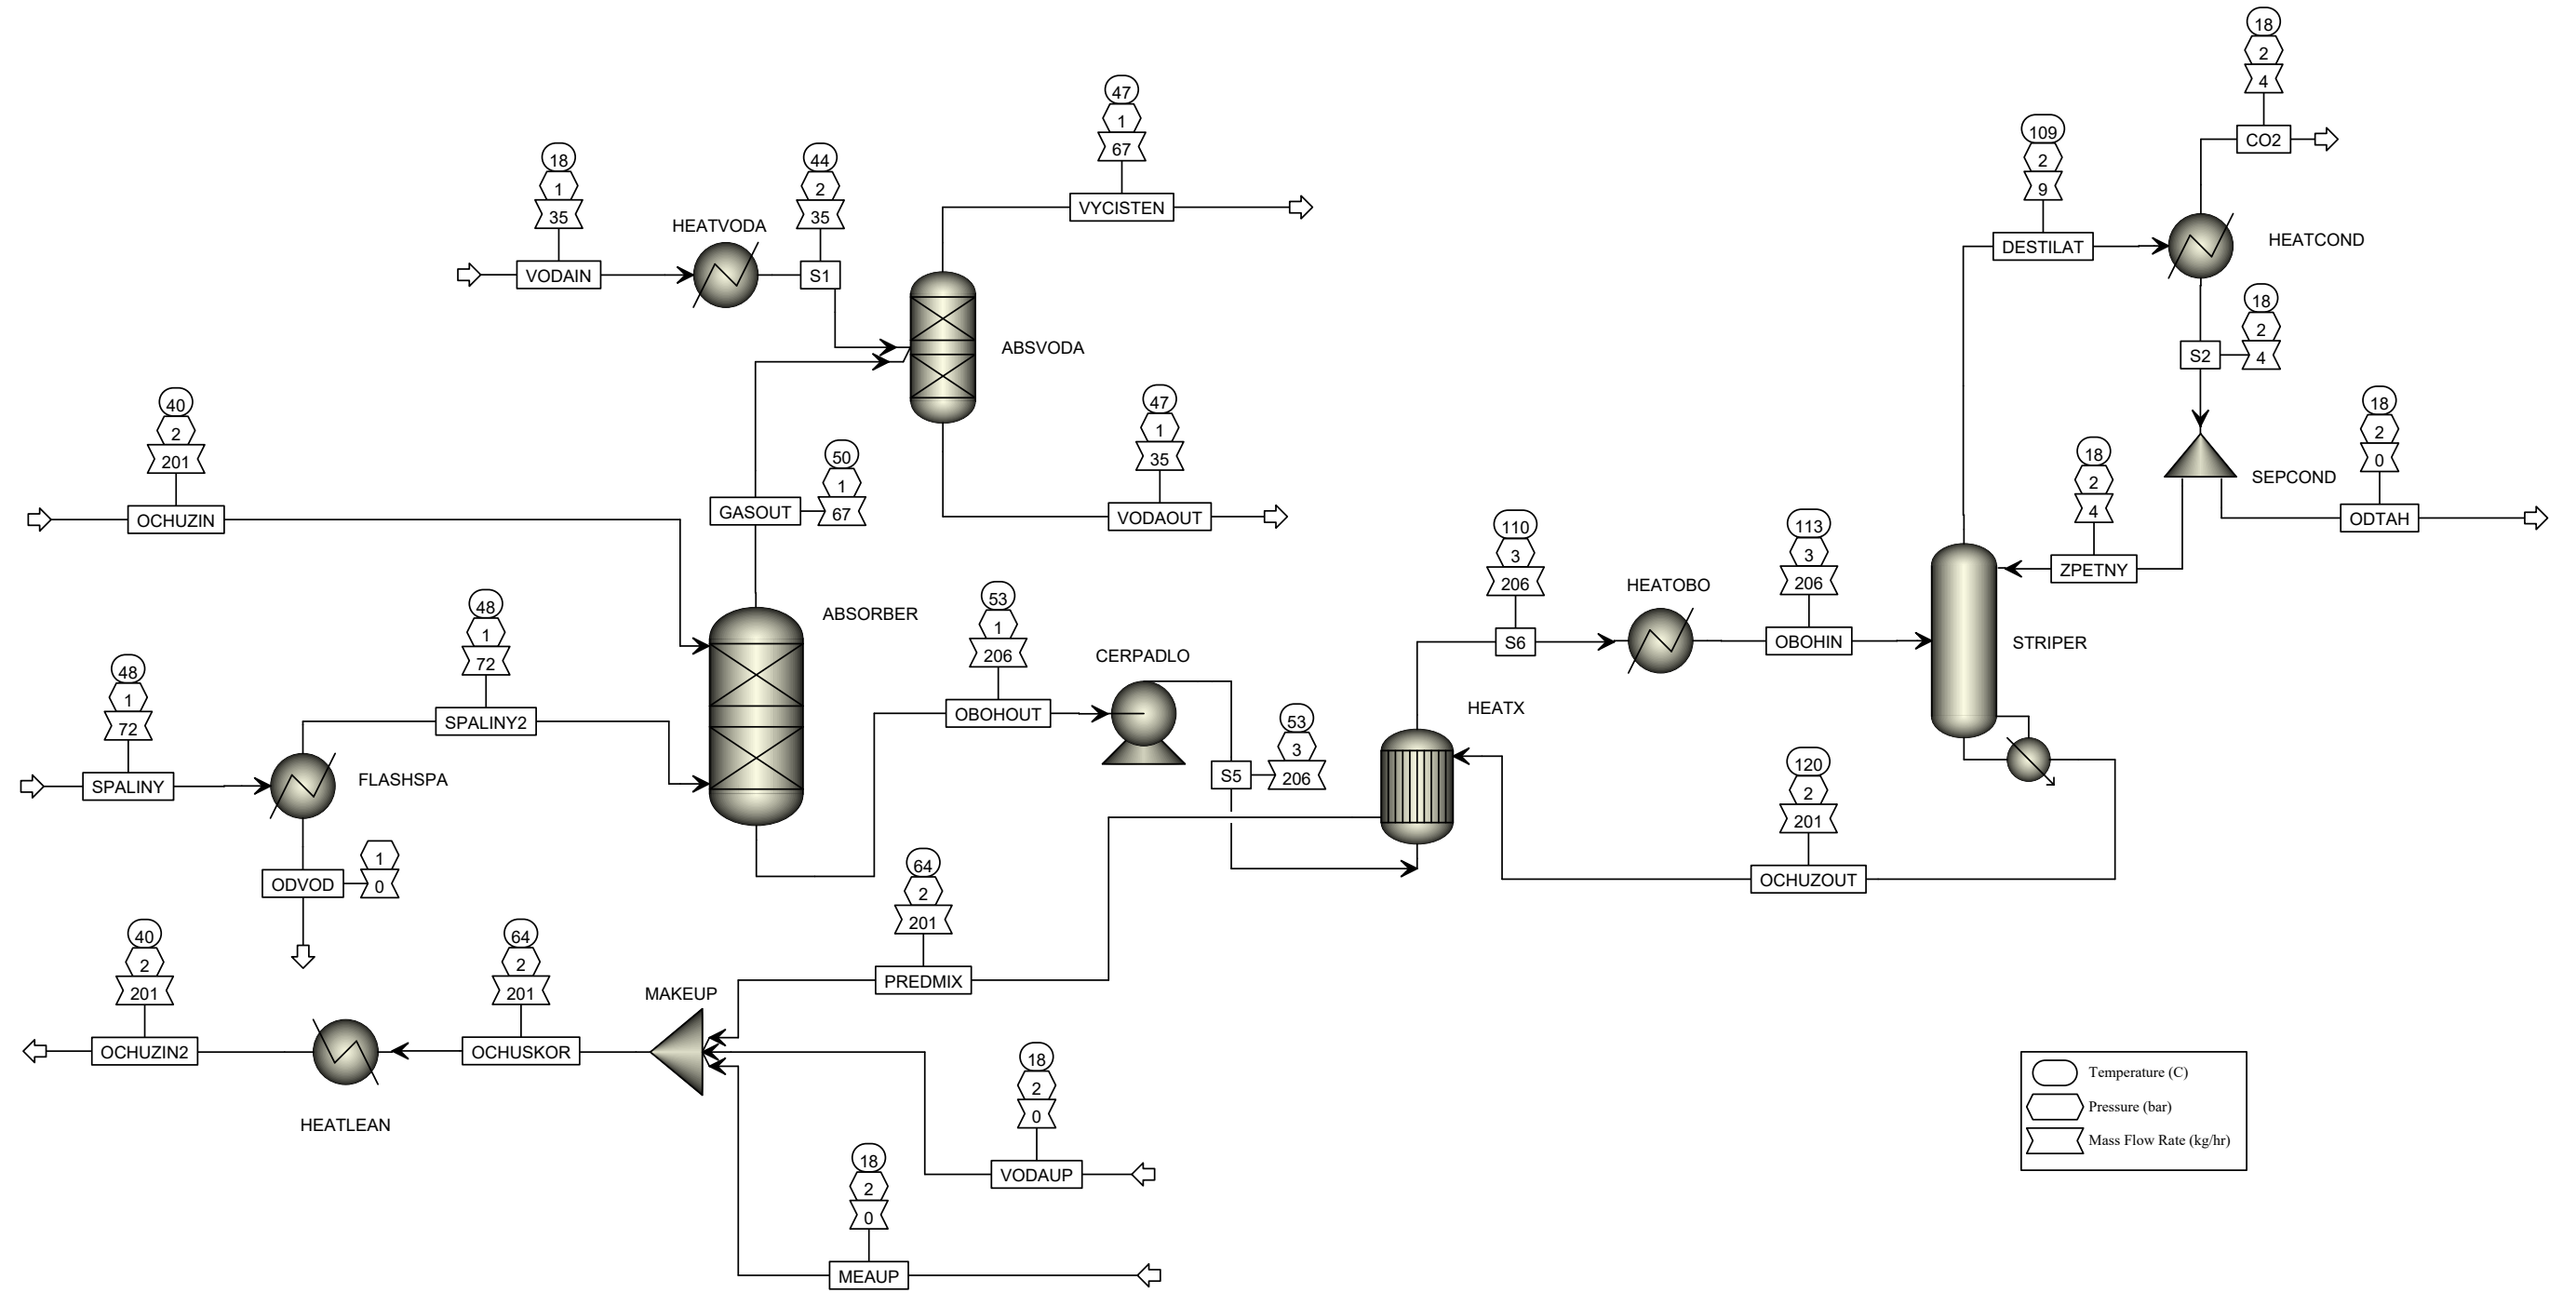 18
2
4
CO2
47
1
67
VYCISTEN
109
2
9
DESTILAT
HEATCOND
18
1
35
VODAIN
HEATVODA
44
2
35
S1
ABSVODA
18
2
4
S2
40
2
201
OCHUZIN
50
1
67
GASOUT
47
1
35
VODAOUT
18
2
4
ZPETNY
SEPCOND
18
2
0
ODTAH
48
1
72
SPALINY
48
1
72
SPALINY2
FLASHSPA
ABSORBER
53
1
206
OBOHOUT
CERPADLO
53
3
206
S5
HEATX
110
3
206
S6
HEATOBO
113
3
206
OBOHIN
STRIPER
120
2
201
OCHUZOUT
1
0
ODVOD
64
2
201
PREDMIX
40
2
201
OCHUZIN2
HEATLEAN
64
2
201
OCHUSKOR
MAKEUP
18
2
0
VODAUP
18
2
0
MEAUP
Temperature (C)
Pressure (bar)
Mass Flow Rate (kg/hr)